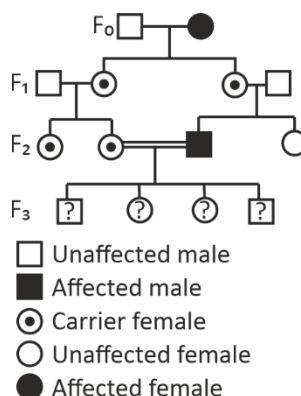 F₀
F₁
F₂
F₃
? ? ? ?
Unaffected male
Affected male
Carrier female
Unaffected female
Affected female